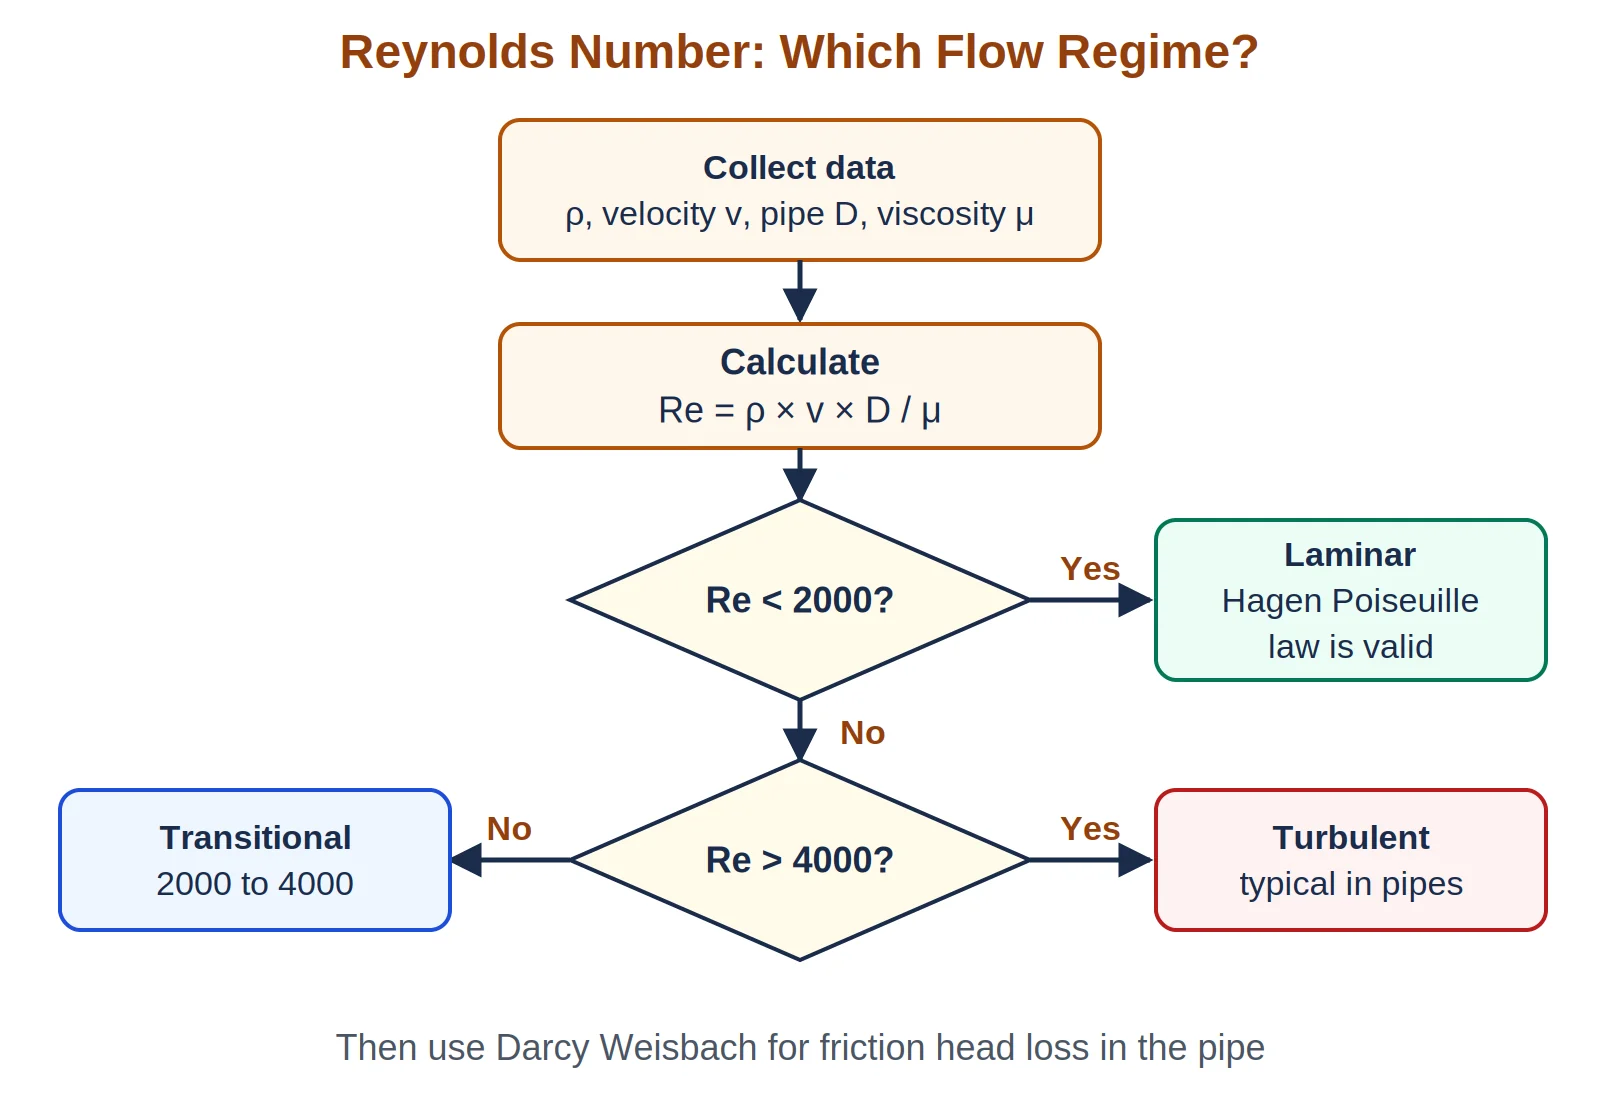 Reynolds Number: Which Flow Regime?
Collect data
ρ, velocity v, pipe D, viscosity μ
Calculate
Re = ρ × v × D / μ
Re < 2000?
Yes
Laminar
Hagen Poiseuille
law is valid
No
Re > 4000?
No
Transitional
2000 to 4000
Yes
Turbulent
typical in pipes
Then use Darcy Weisbach for friction head loss in the pipe